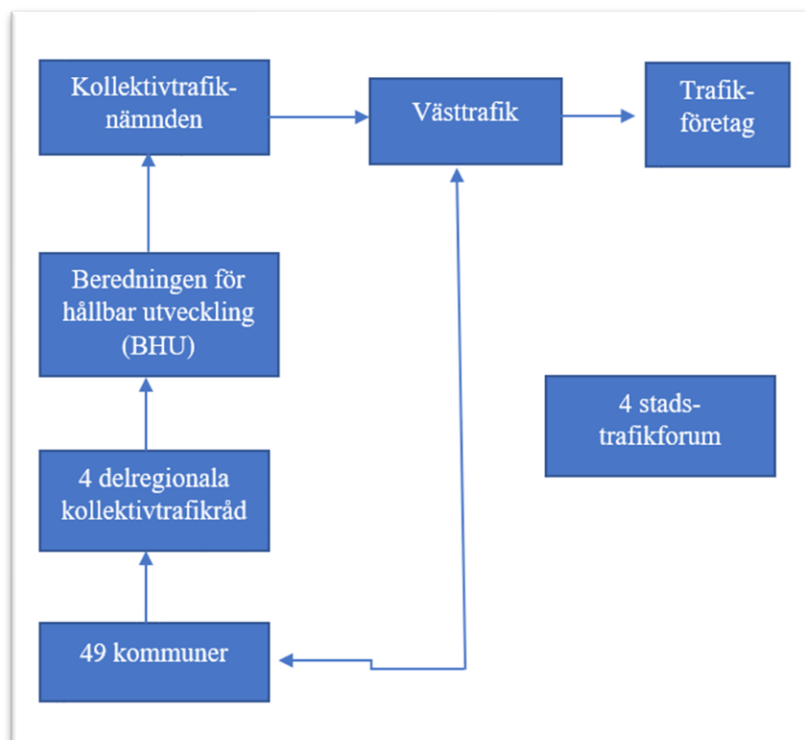 Kollektivtrafik-
nämnden
Västtrafik
Trafik-
företag
Beredningen för
hållbar utveckling
(BHU)
4 stads-
trafikforum
4 delregionala
kollektivtrafikråd
49 kommuner